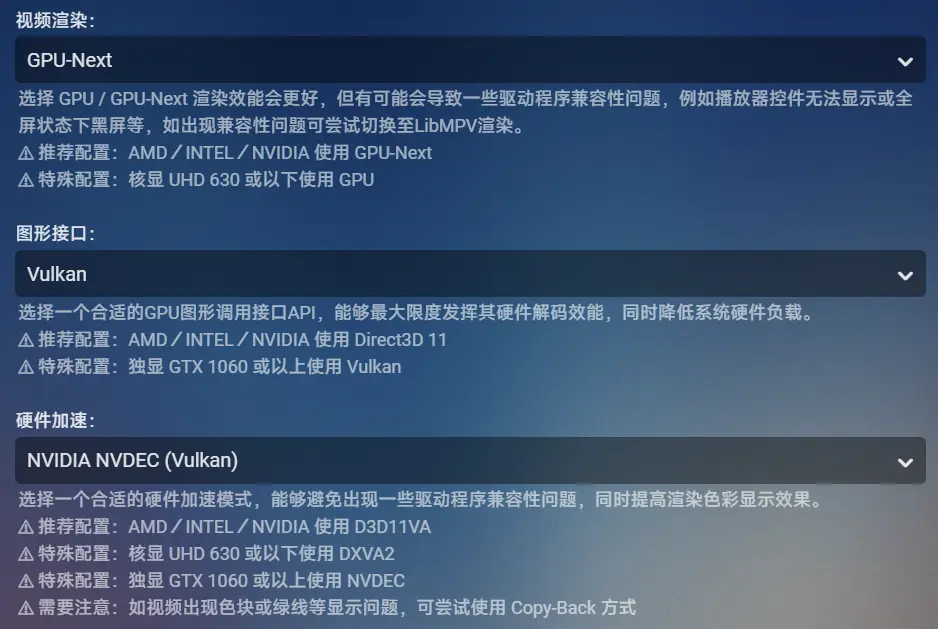 视频渲染：
GPU-Next
选择 GPU / GPU-Next 渲染效能会更好，但有可能会导致一些驱动程序兼容性问题，例如播放器控件无法显示或全
屏状态下黑屏等，如出现兼容性问题可尝试切换至LibMPV渲染。
⚠ 推荐配置：AMD／INTEL／NVIDIA 使用 GPU-Next
⚠ 特殊配置：核显 UHD 630 或以下使用 GPU
图形接口：
Vulkan
选择一个合适的GPU图形调用接口API，能够最大限度发挥其硬件解码效能，同时降低系统硬件负载。
⚠ 推荐配置：AMD／INTEL／NVIDIA 使用 Direct3D 11
⚠ 特殊配置：独显 GTX 1060 或以上使用 Vulkan
硬件加速：
NVIDIA NVDEC (Vulkan)
选择一个合适的硬件加速模式，能够避免出现一些驱动程序兼容性问题，同时提高渲染色彩显示效果。
⚠ 推荐配置：AMD／INTEL／NVIDIA 使用 D3D11VA
⚠ 特殊配置：核显 UHD 630 或以下使用 DXVA2
⚠ 特殊配置：独显 GTX 1060 或以上使用 NVDEC
⚠ 需要注意：如视频出现色块或绿线等显示问题，可尝试使用 Copy-Back 方式